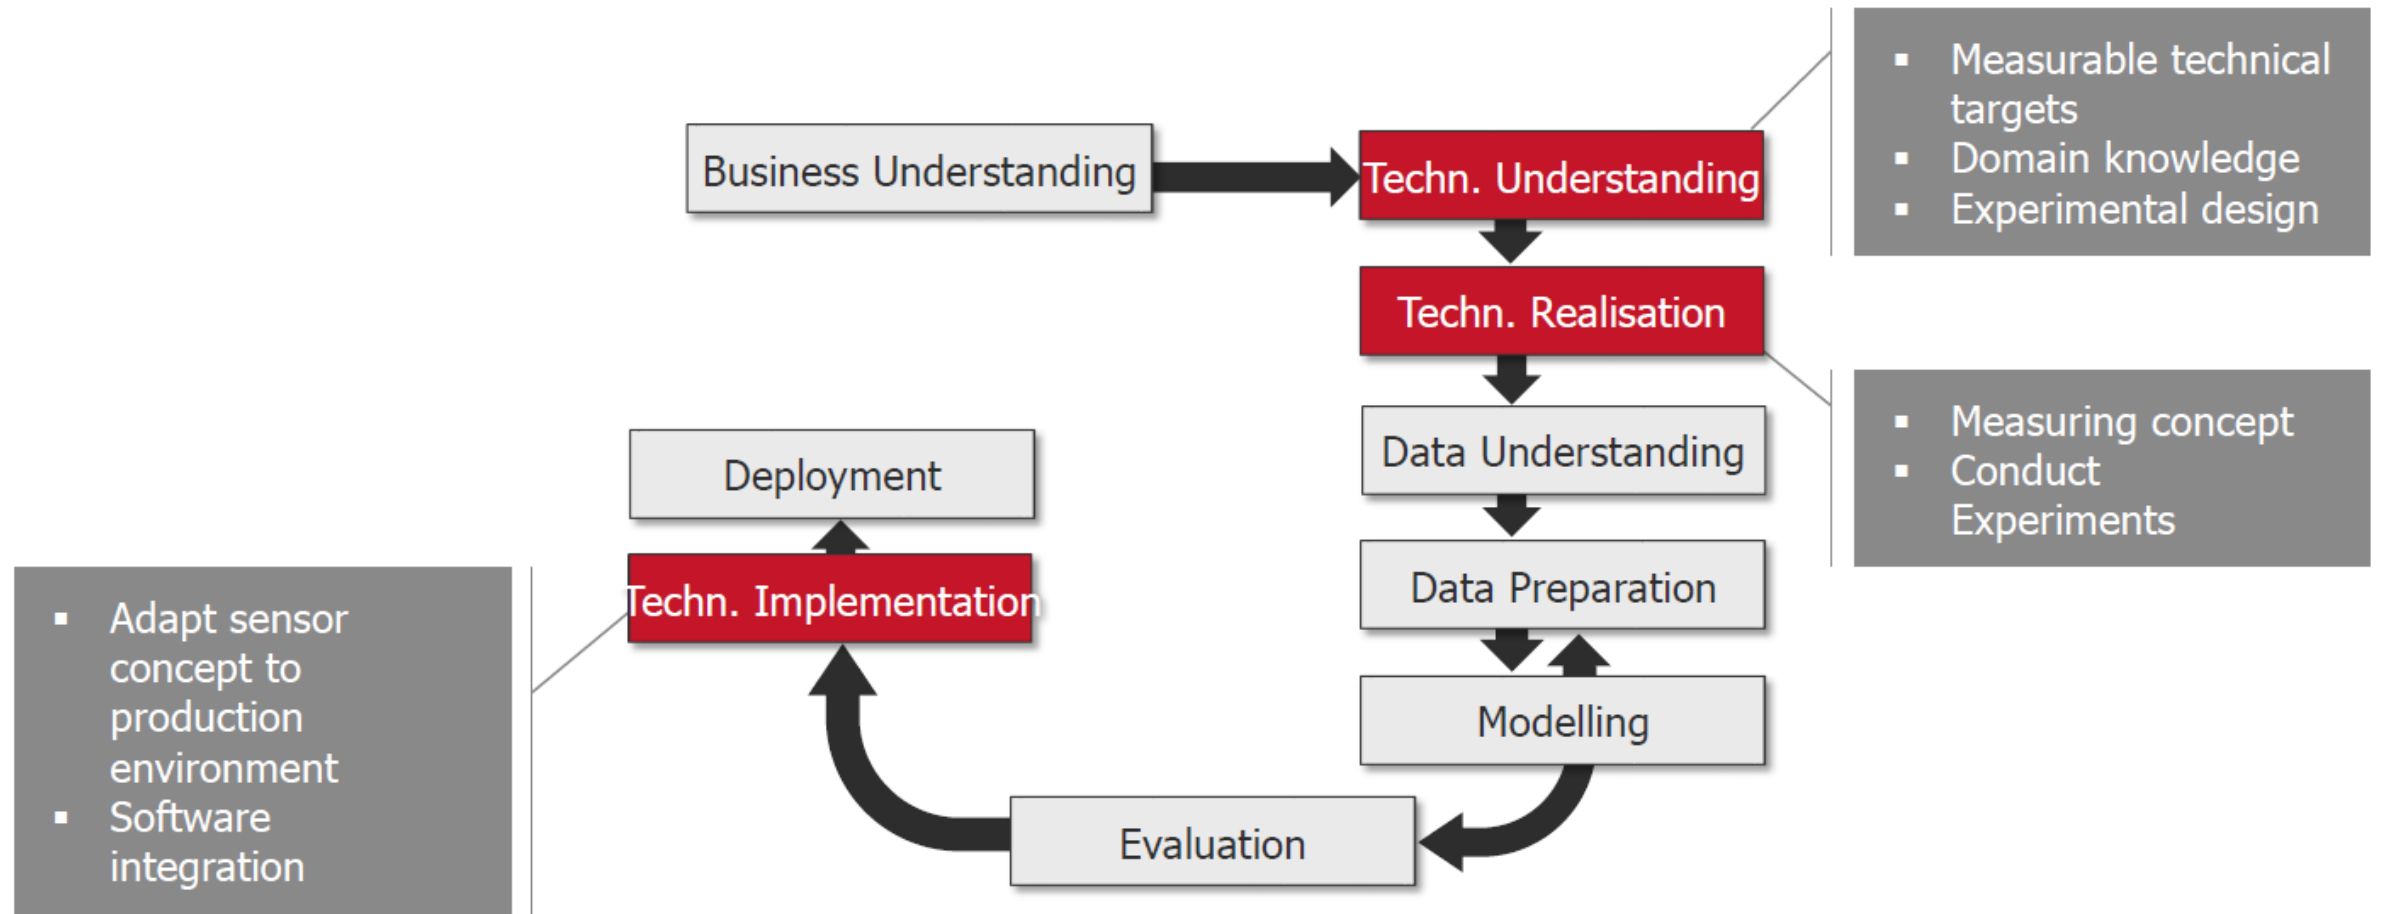 Business Understanding
Techn. Understanding
▪ Measurable technical
targets
▪ Domain knowledge
▪ Experimental design
Techn. Realisation
▪ Measuring concept
▪ Conduct
Experiments
Data Understanding
Data Preparation
Modelling
Evaluation
Techn. Implementation
▪ Adapt sensor
concept to
production
environment
▪ Software
integration
Deployment